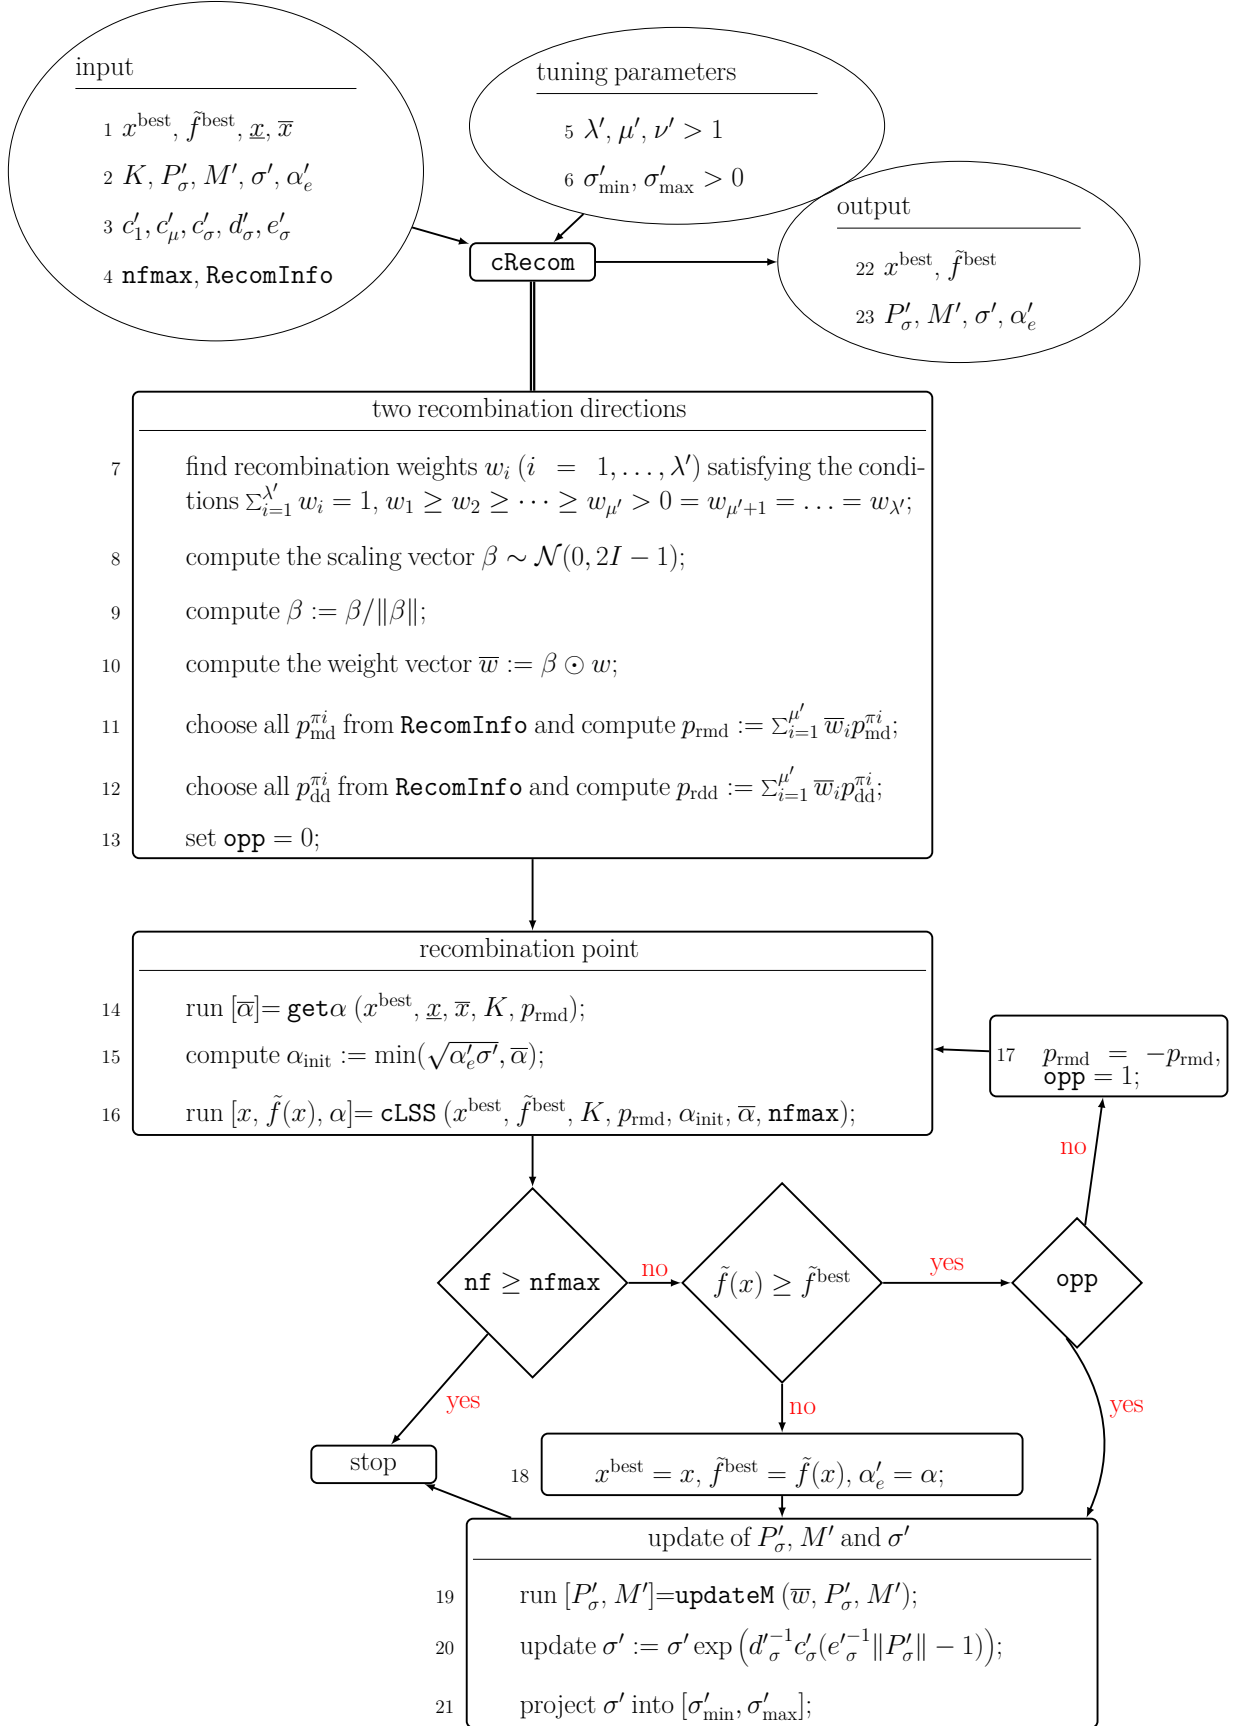 input
1 x^best, f̃^best, x̲, x̅
2 K, P′_σ, M′, σ′, α′_e
3 c′_1, c′_μ, c′_σ, d′_σ, e′_σ
4 nfmax, RecomInfo
tuning parameters
5 λ′, μ′, ν′ > 1
6 σ′_min, σ′_max > 0
output
22 x^best, f̃^best
23 P′_σ, M′, σ′, α′_e
cRecom
two recombination directions
7 find recombination weights w_i (i = 1, . . . , λ′) satisfying the condi-
tions Σ_{i=1}^{λ′} w_i = 1, w_1 ≥ w_2 ≥ ··· ≥ w_{μ′} > 0 = w_{μ′+1} = . . . = w_{λ′};
8 compute the scaling vector β ∼ 𝒩(0, 2I − 1);
9 compute β := β/‖β‖;
10 compute the weight vector w̅ := β ⊙ w;
11 choose all p_md^{πi} from RecomInfo and compute p_rmd := Σ_{i=1}^{μ′} w̅_i p_md^{πi};
12 choose all p_dd^{πi} from RecomInfo and compute p_rdd := Σ_{i=1}^{μ′} w̅_i p_dd^{πi};
13 set opp = 0;
recombination point
14 run [α̅]= getα (x^best, x̲, x̅, K, p_rmd);
15 compute α_init := min(√(α′_e σ′), α̅);
16 run [x, f̃(x), α]= cLSS (x^best, f̃^best, K, p_rmd, α_init, α̅, nfmax);
17 p_rmd = −p_rmd,
opp = 1;
no
nf ≥ nfmax
no
f̃(x) ≥ f̃^best
yes
opp
yes
no
yes
stop
18 x^best = x, f̃^best = f̃(x), α′_e = α;
update of P′_σ, M′ and σ′
19 run [P′_σ, M′]=updateM (w̅, P′_σ, M′);
20 update σ′ := σ′ exp(d′_σ^{−1} c′_σ(e′_σ^{−1}‖P′_σ‖ − 1));
21 project σ′ into [σ′_min, σ′_max];